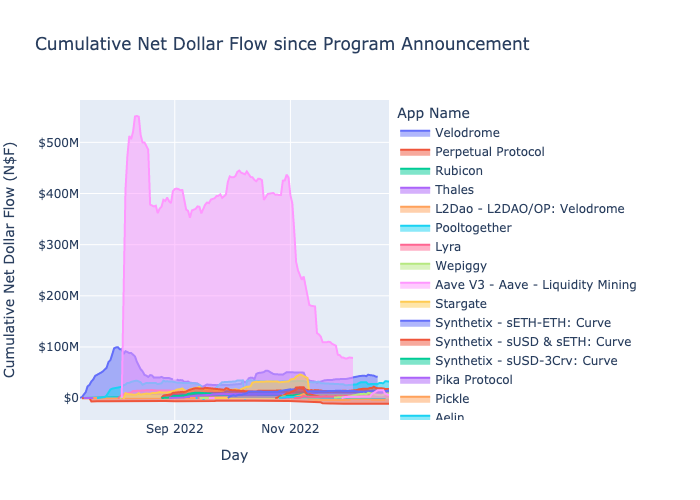 Cumulative Net Dollar Flow since Program Announcement
App Name
Velodrome
Perpetual Protocol
Rubicon
Thales
L2Dao - L2DAO/OP: Velodrome
Pooltogether
Lyra
Wepiggy
Aave V3 - Aave - Liquidity Mining
Stargate
Synthetix - sETH-ETH: Curve
Synthetix - sUSD & sETH: Curve
Synthetix - sUSD-3Crv: Curve
Pika Protocol
Pickle
Aelin
Cumulative Net Dollar Flow (N$F)
$500M
$400M
$300M
$200M
$100M
$0
Sep 2022
Nov 2022
Day